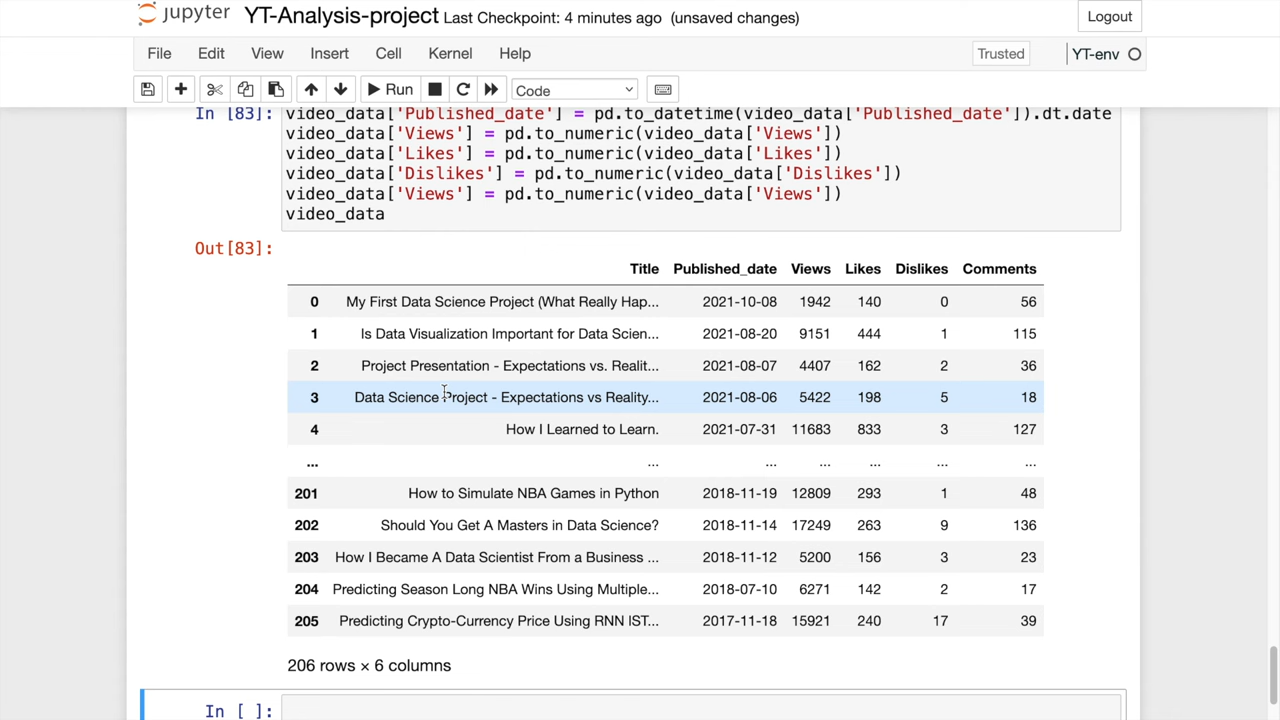 jupyter YT-Analysis-project Last Checkpoint: 4 minutes ago (unsaved changes) Logout
File Edit View Insert Cell Kernel Help Trusted YT-env
Run Code
In [83]: video_data['Published_date'] = pd.to_datetime(video_data['Published_date']).dt.date
video_data['Views'] = pd.to_numeric(video_data['Views'])
video_data['Likes'] = pd.to_numeric(video_data['Likes'])
video_data['Dislikes'] = pd.to_numeric(video_data['Dislikes'])
video_data['Views'] = pd.to_numeric(video_data['Views'])
video_data
Out[83]:
Title Published_date Views Likes Dislikes Comments
0 My First Data Science Project (What Really Hap... 2021-10-08 1942 140 0 56
1 Is Data Visualization Important for Data Scien... 2021-08-20 9151 444 1 115
2 Project Presentation - Expectations vs. Realit... 2021-08-07 4407 162 2 36
3 Data Science Project - Expectations vs Reality... 2021-08-06 5422 198 5 18
4 How I Learned to Learn. 2021-07-31 11683 833 3 127
... ... ... ... ... ... ...
201 How to Simulate NBA Games in Python 2018-11-19 12809 293 1 48
202 Should You Get A Masters in Data Science? 2018-11-14 17249 263 9 136
203 How I Became A Data Scientist From a Business ... 2018-11-12 5200 156 3 23
204 Predicting Season Long NBA Wins Using Multiple... 2018-07-10 6271 142 2 17
205 Predicting Crypto-Currency Price Using RNN lST... 2017-11-18 15921 240 17 39
206 rows × 6 columns
In [ ]: